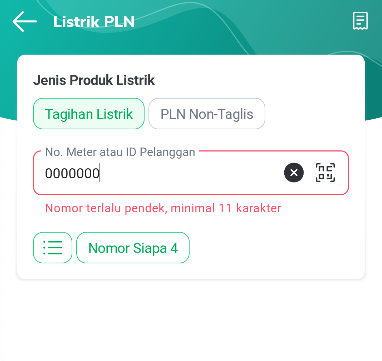 Listrik PLN
Jenis Produk Listrik
Tagihan Listrik
PLN Non-Taglis
No. Meter atau ID Pelanggan
0000000
Nomor terlalu pendek, minimal 11 karakter
Nomor Siapa 4